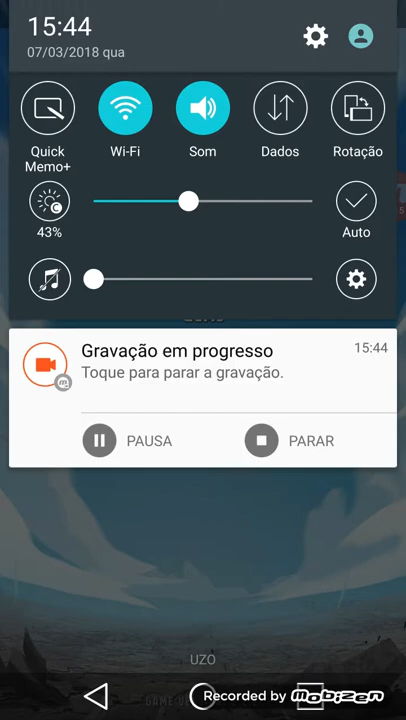 15:44
07/03/2018 qua
Quick
Memo+
Wi-Fi
Som
Dados
Rotação
43%
Auto
Gravação em progresso
15:44
Toque para parar a gravação.
PAUSA
PARAR
UZO
Recorded by Mobizen